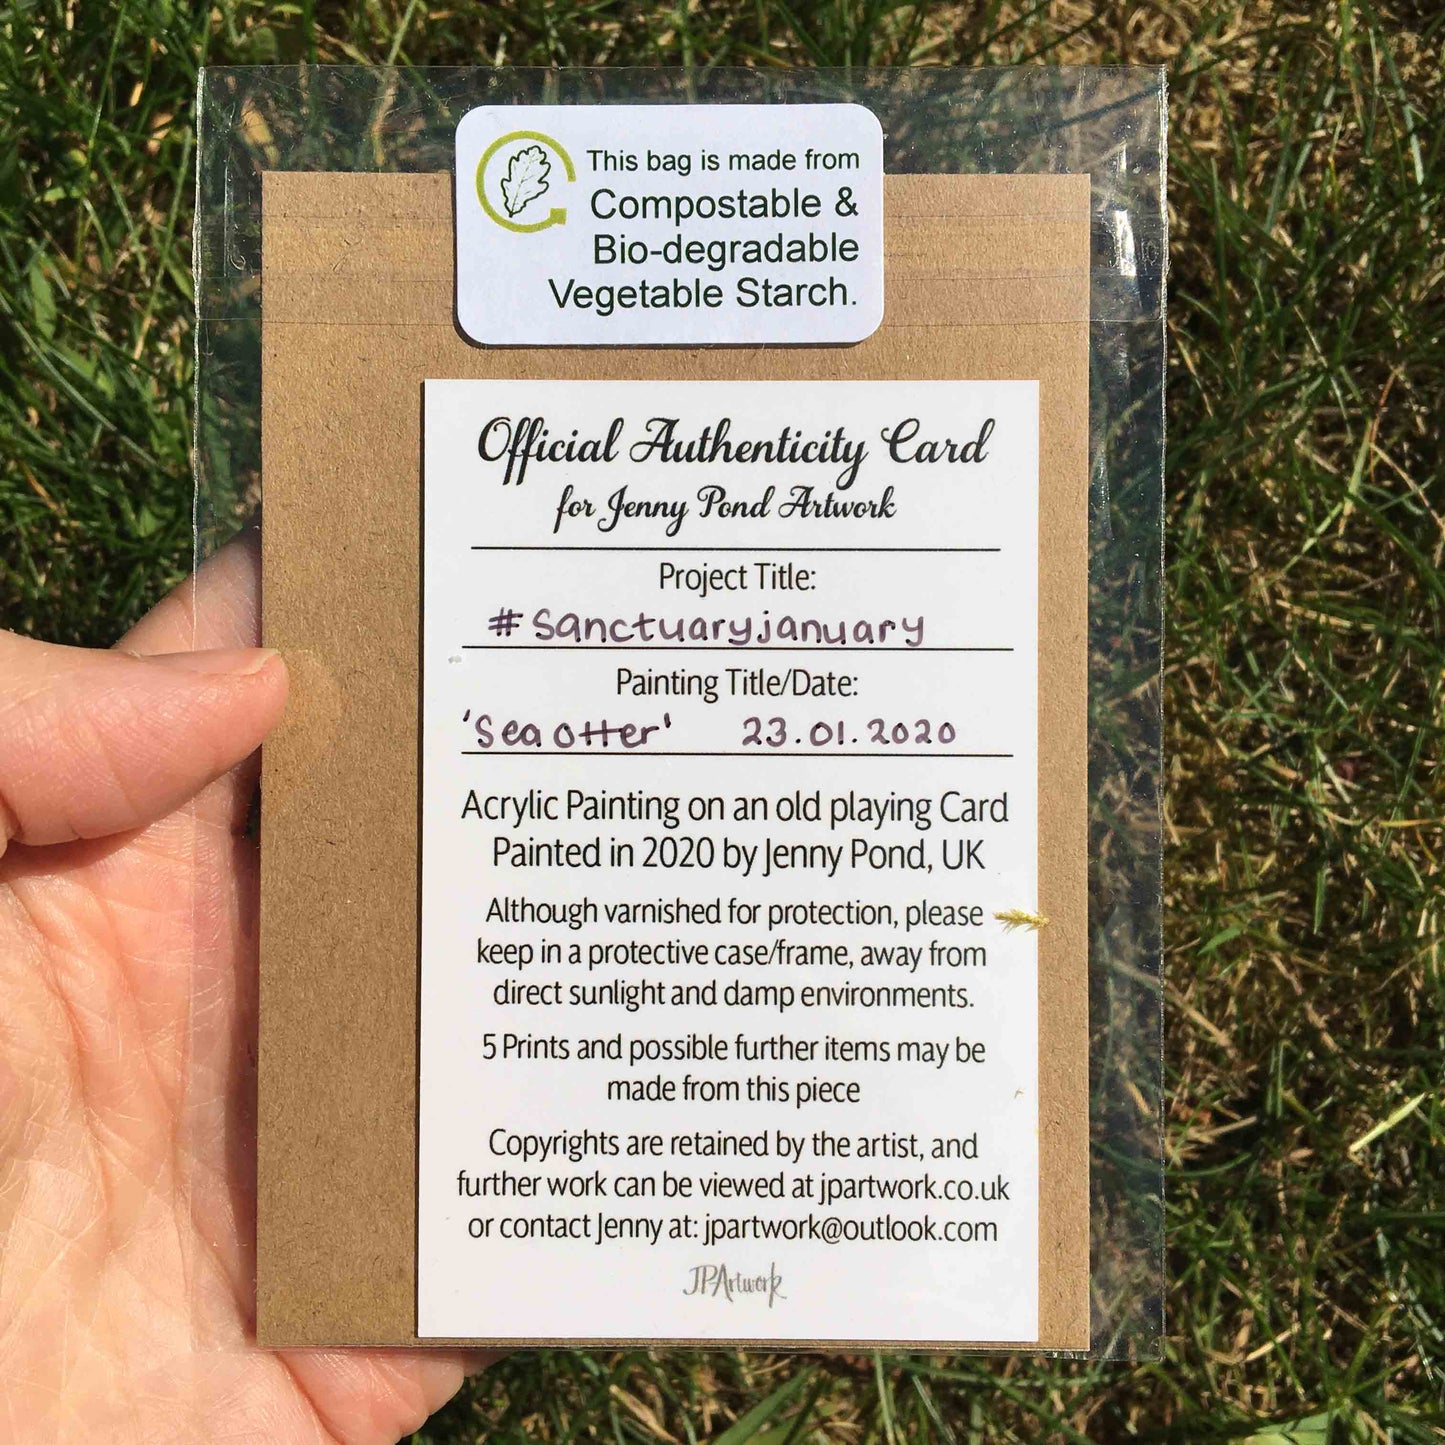 This bag is made from
Compostable &
Bio-degradable
Vegetable Starch.
Official Authenticity Card
for Jenny Pond Artwork
Project Title:
#Sanctuaryjanuary
Painting Title/Date:
'Sea otter' 23.01.2020
Acrylic Painting on an old playing Card
Painted in 2020 by Jenny Pond, UK
Although varnished for protection, please
keep in a protective case/frame, away from
direct sunlight and damp environments.
5 Prints and possible further items may be
made from this piece
Copyrights are retained by the artist, and
further work can be viewed at jpartwork.co.uk
or contact Jenny at: jpartwork@outlook.com
JPArtwork